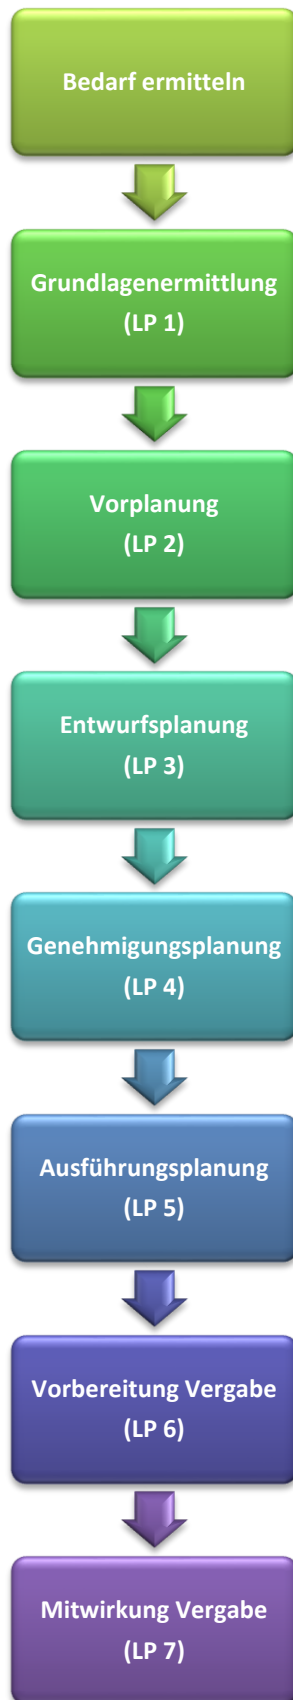 Bedarf ermitteln
Grundlagenermittlung
(LP 1)
Vorplanung
(LP 2)
Entwurfsplanung
(LP 3)
Genehmigungsplanung
(LP 4)
Ausführungsplanung
(LP 5)
Vorbereitung Vergabe
(LP 6)
Mitwirkung Vergabe
(LP 7)